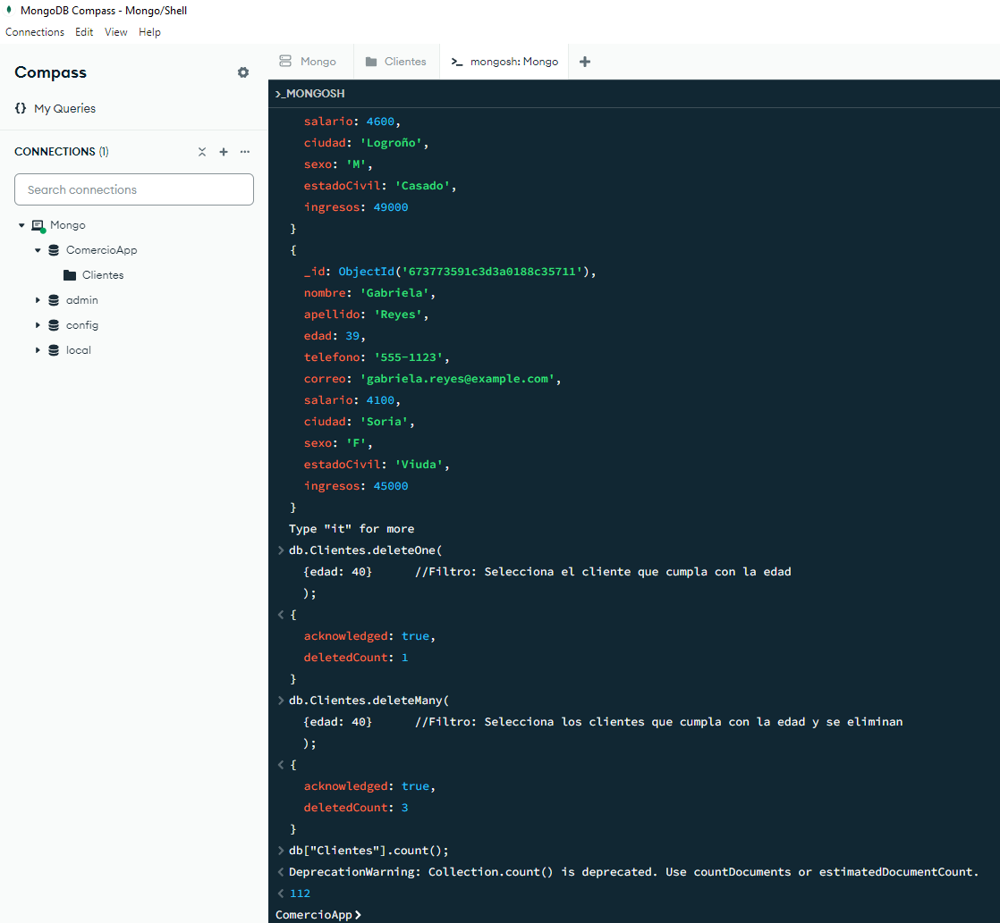 MongoDB Compass - Mongo/Shell
Connections Edit View Help
Compass
{} My Queries
CONNECTIONS (1)
Search connections
Mongo
ComercioApp
Clientes
admin
config
local
Mongo Clientes >_ mongosh: Mongo
>_MONGOSH
salario: 4600,
ciudad: 'Logroño',
sexo: 'M',
estadoCivil: 'Casado',
ingresos: 49000
}
{
_id: ObjectId('673773591c3d3a0188c35711'),
nombre: 'Gabriela',
apellido: 'Reyes',
edad: 39,
telefono: '555-1123',
correo: 'gabriela.reyes@example.com',
salario: 4100,
ciudad: 'Soria',
sexo: 'F',
estadoCivil: 'Viuda',
ingresos: 45000
}
Type "it" for more
> db.Clientes.deleteOne(
{edad: 40} //Filtro: Selecciona el cliente que cumpla con la edad
);
< {
acknowledged: true,
deletedCount: 1
}
> db.Clientes.deleteMany(
{edad: 40} //Filtro: Selecciona los clientes que cumpla con la edad y se eliminan
);
< {
acknowledged: true,
deletedCount: 3
}
> db["Clientes"].count();
< DeprecationWarning: Collection.count() is deprecated. Use countDocuments or estimatedDocumentCount.
< 112
ComercioApp>